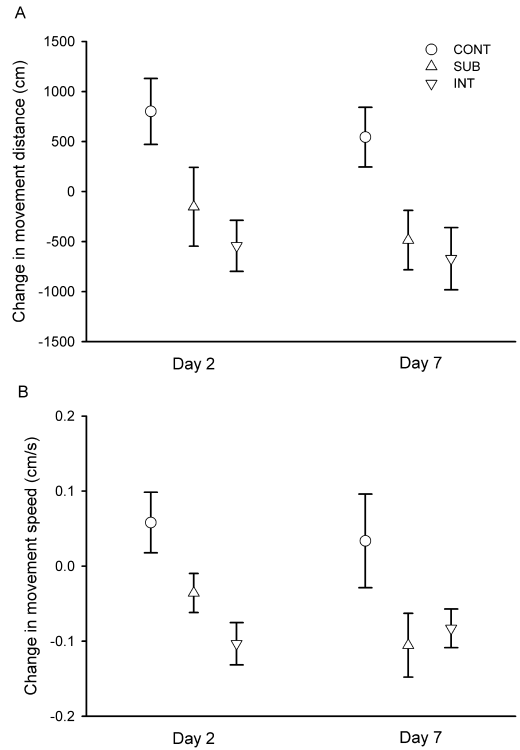 A
Change in movement distance (cm)
1500
1000
500
0
-500
-1000
-1500
CONT
SUB
INT
Day 2
Day 7
B
Change in movement speed (cm/s)
0.2
0.1
0.0
-0.1
-0.2
Day 2
Day 7